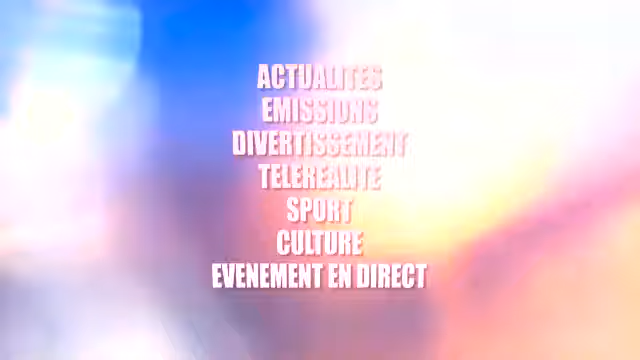 ACTUALITES
EMISSIONS
DIVERTISSEMENT
TELEREALITE
SPORT
CULTURE
EVENEMENT EN DIRECT